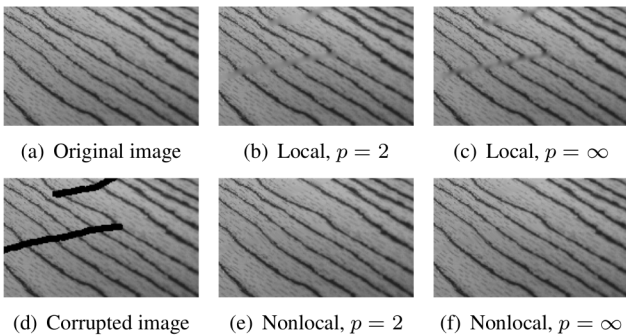 (a) Original image (b) Local, p = 2 (c) Local, p = ∞
(d) Corrupted image (e) Nonlocal, p = 2 (f) Nonlocal, p = ∞